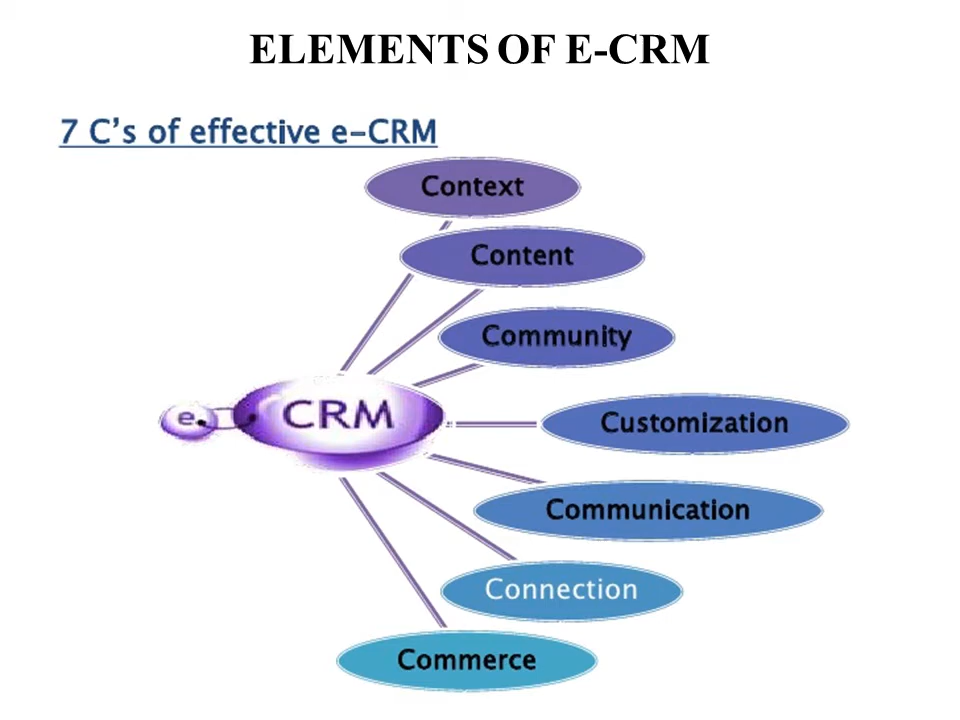 ELEMENTS OF E-CRM
7 C’s of effective e-CRM
Context
Content
Community
e. CRM
Customization
Communication
Connection
Commerce